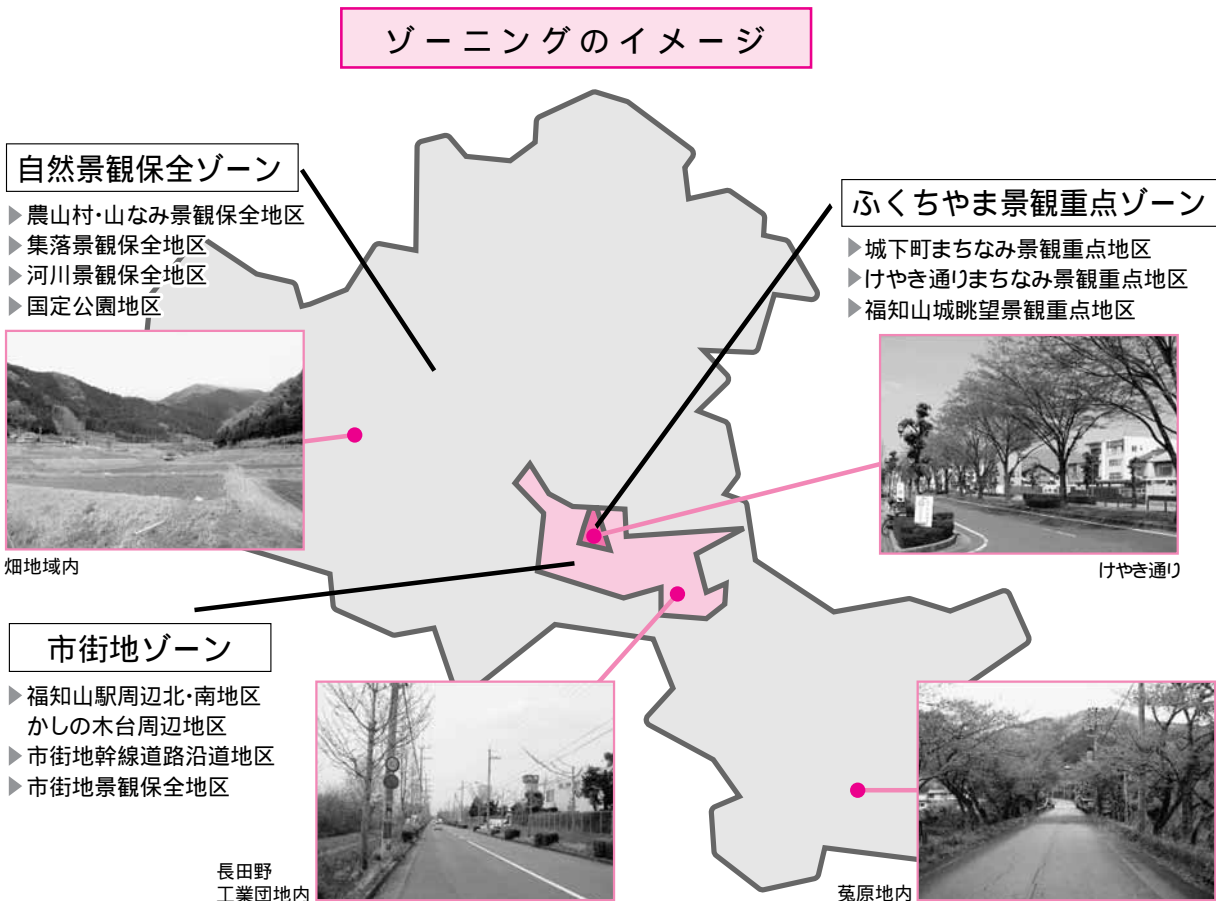 ゾーニングのイメージ
自然景観保全ゾーン
▶農山村・山なみ景観保全地区
▶集落景観保全地区
▶河川景観保全地区
▶国定公園地区
畑地域内
ふくちやま景観重点ゾーン
▶城下町まちなみ景観重点地区
▶けやき通りまちなみ景観重点地区
▶福知山城眺望景観重点地区
けやき通り
市街地ゾーン
▶福知山駅周辺北・南地区
かしの木台周辺地区
▶市街地幹線道路沿道地区
▶市街地景観保全地区
長田野
工業団地内
菟原地内